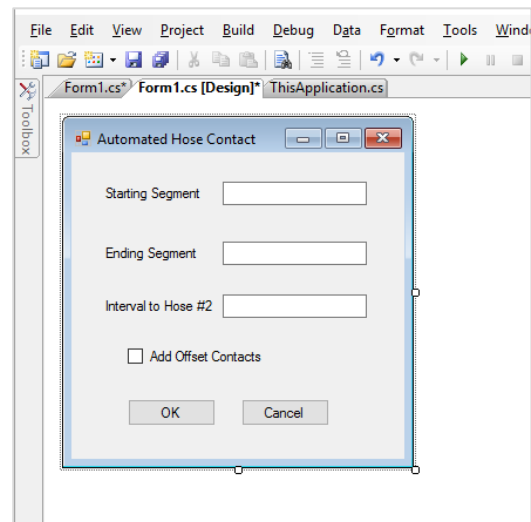 File Edit View Project Build Debug Data Format Tools
Form1.cs* Form1.cs [Design]* ThisApplication.cs
Toolbox
Automated Hose Contact
Starting Segment
Ending Segment
Interval to Hose #2
Add Offset Contacts
OK Cancel